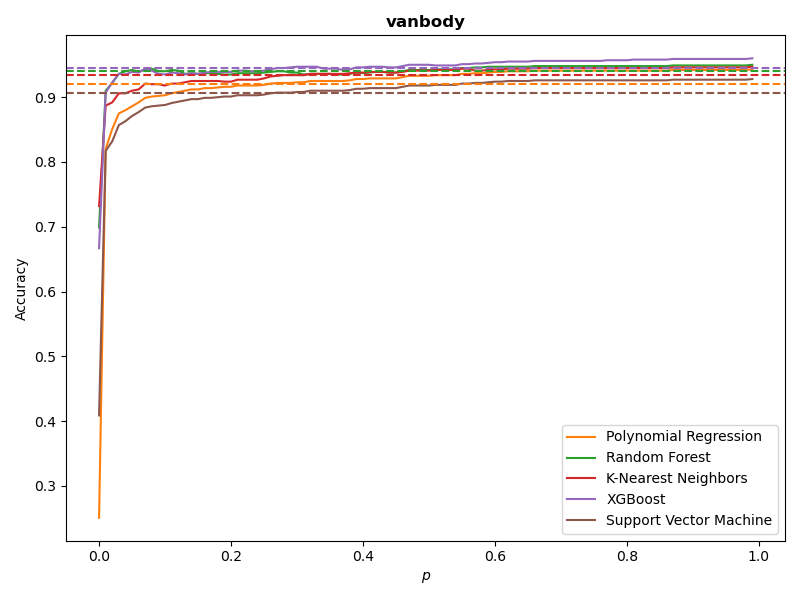 vanbody
Accuracy
0.9
0.8
0.7
0.6
0.5
0.4
0.3
0.0 0.2 0.4 0.6 0.8 1.0
p
Polynomial Regression
Random Forest
K-Nearest Neighbors
XGBoost
Support Vector Machine